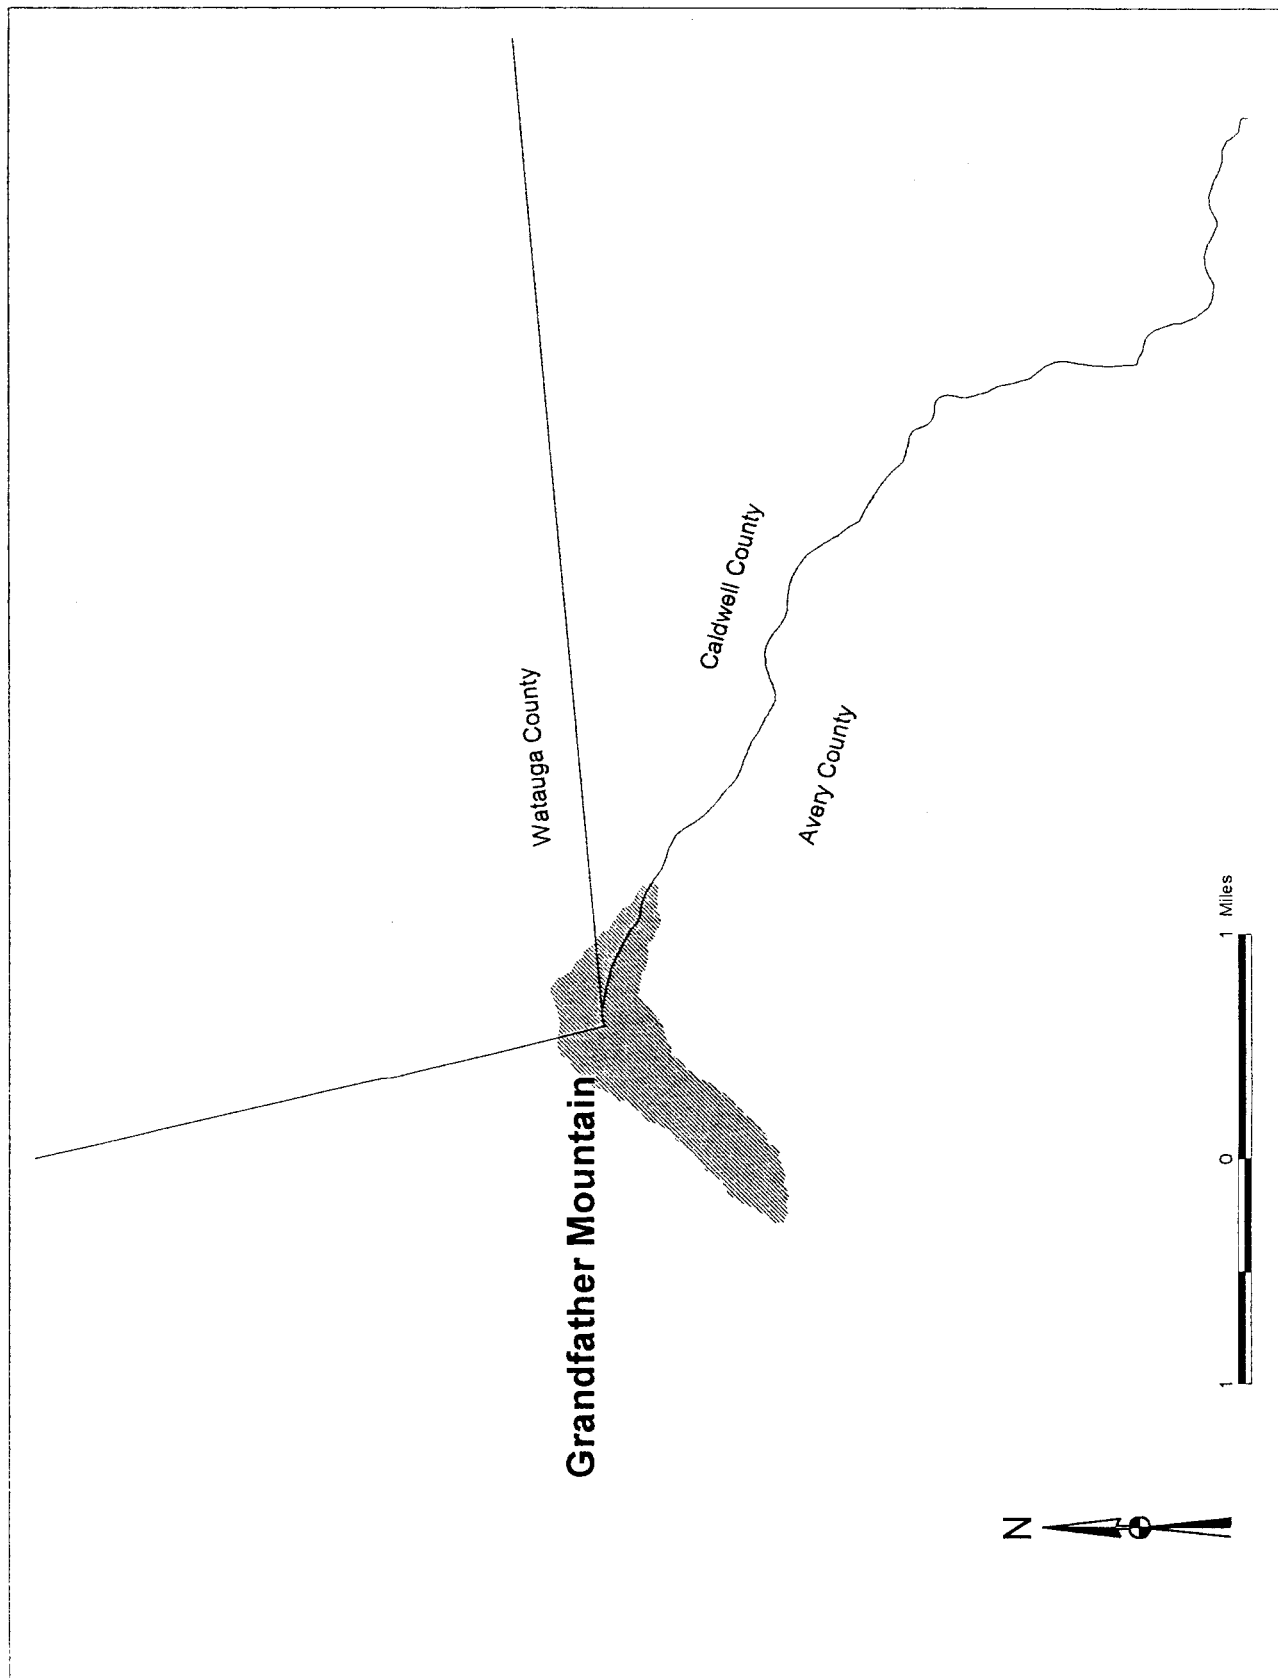 Watauga County
Caldwell County
Grandfather Mountain
Avery County
N
1 0 1 Miles